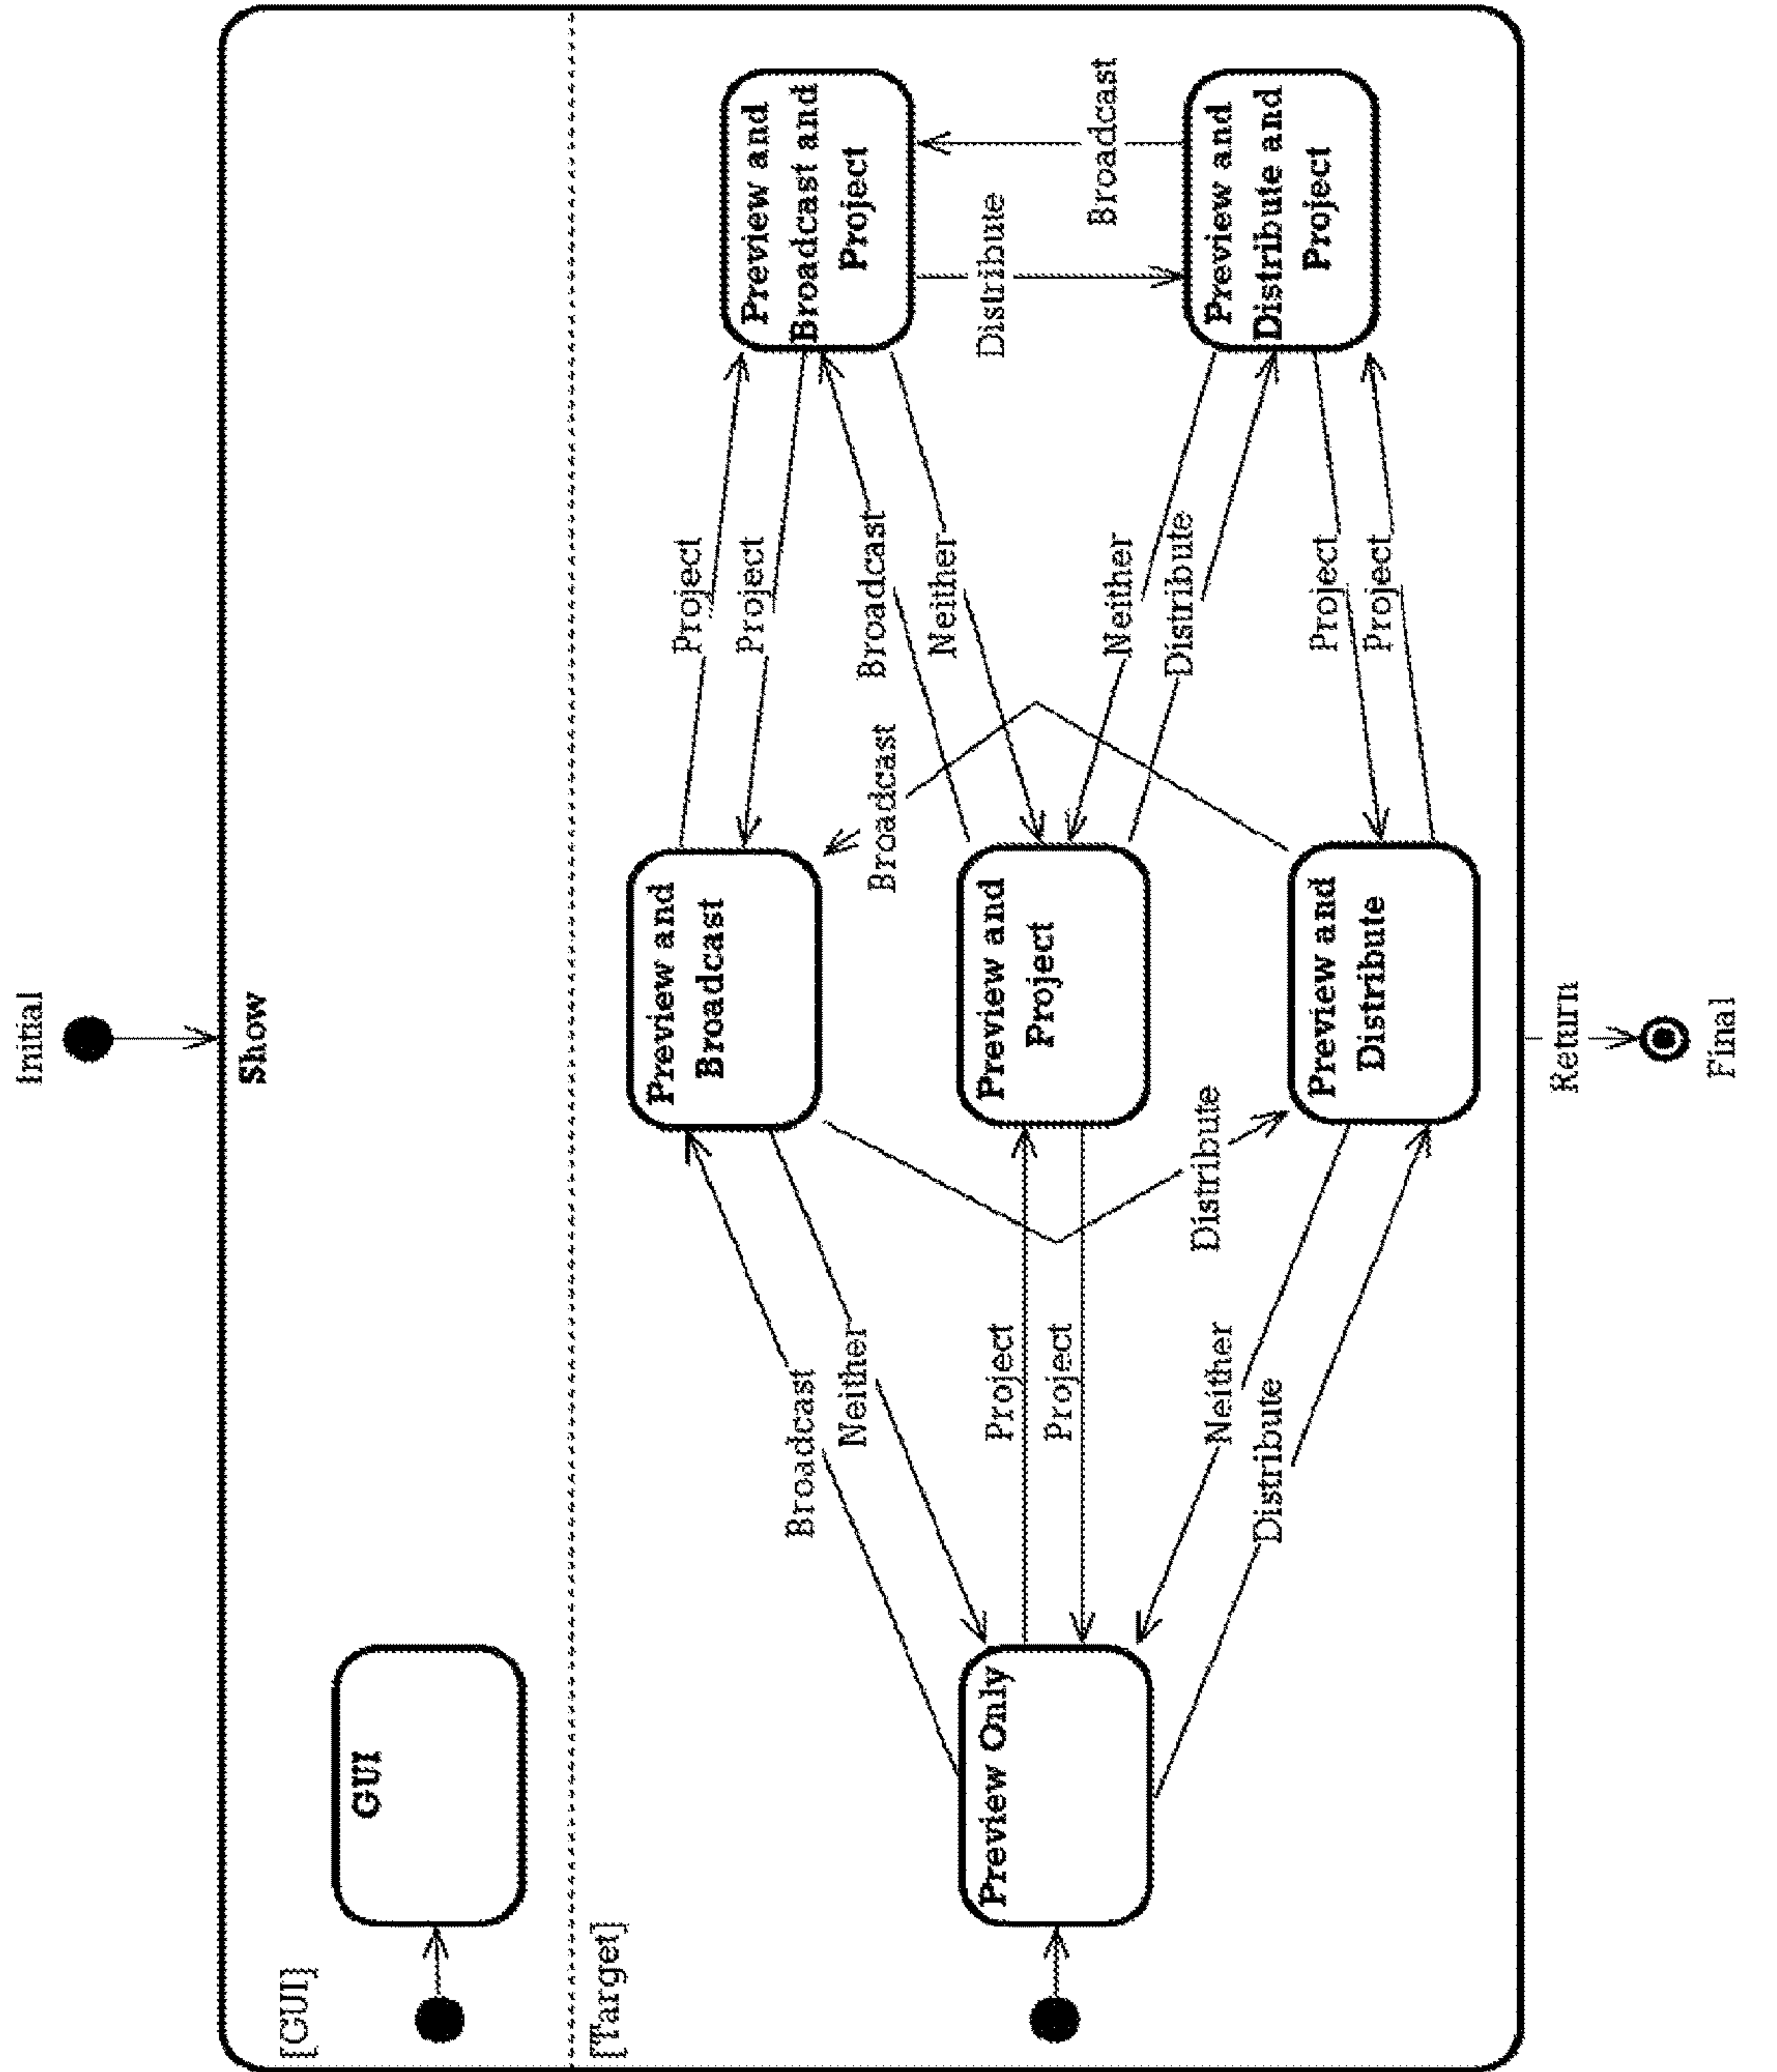 Initial
Show
[GUI]
GUI
[Target]
Preview and
Broadcast
Project
Project
Preview and
Broadcast and
Project
Broadcast
Neither
Broadcast
Neither
Broadcast
Distribute
Broadcast
Preview Only
Project
Project
Preview and
Project
Neither
Distribute
Distribute
Preview and
Distribute and
Project
Neither
Distribute
Preview and
Distribute
Project
Project
Return
Final